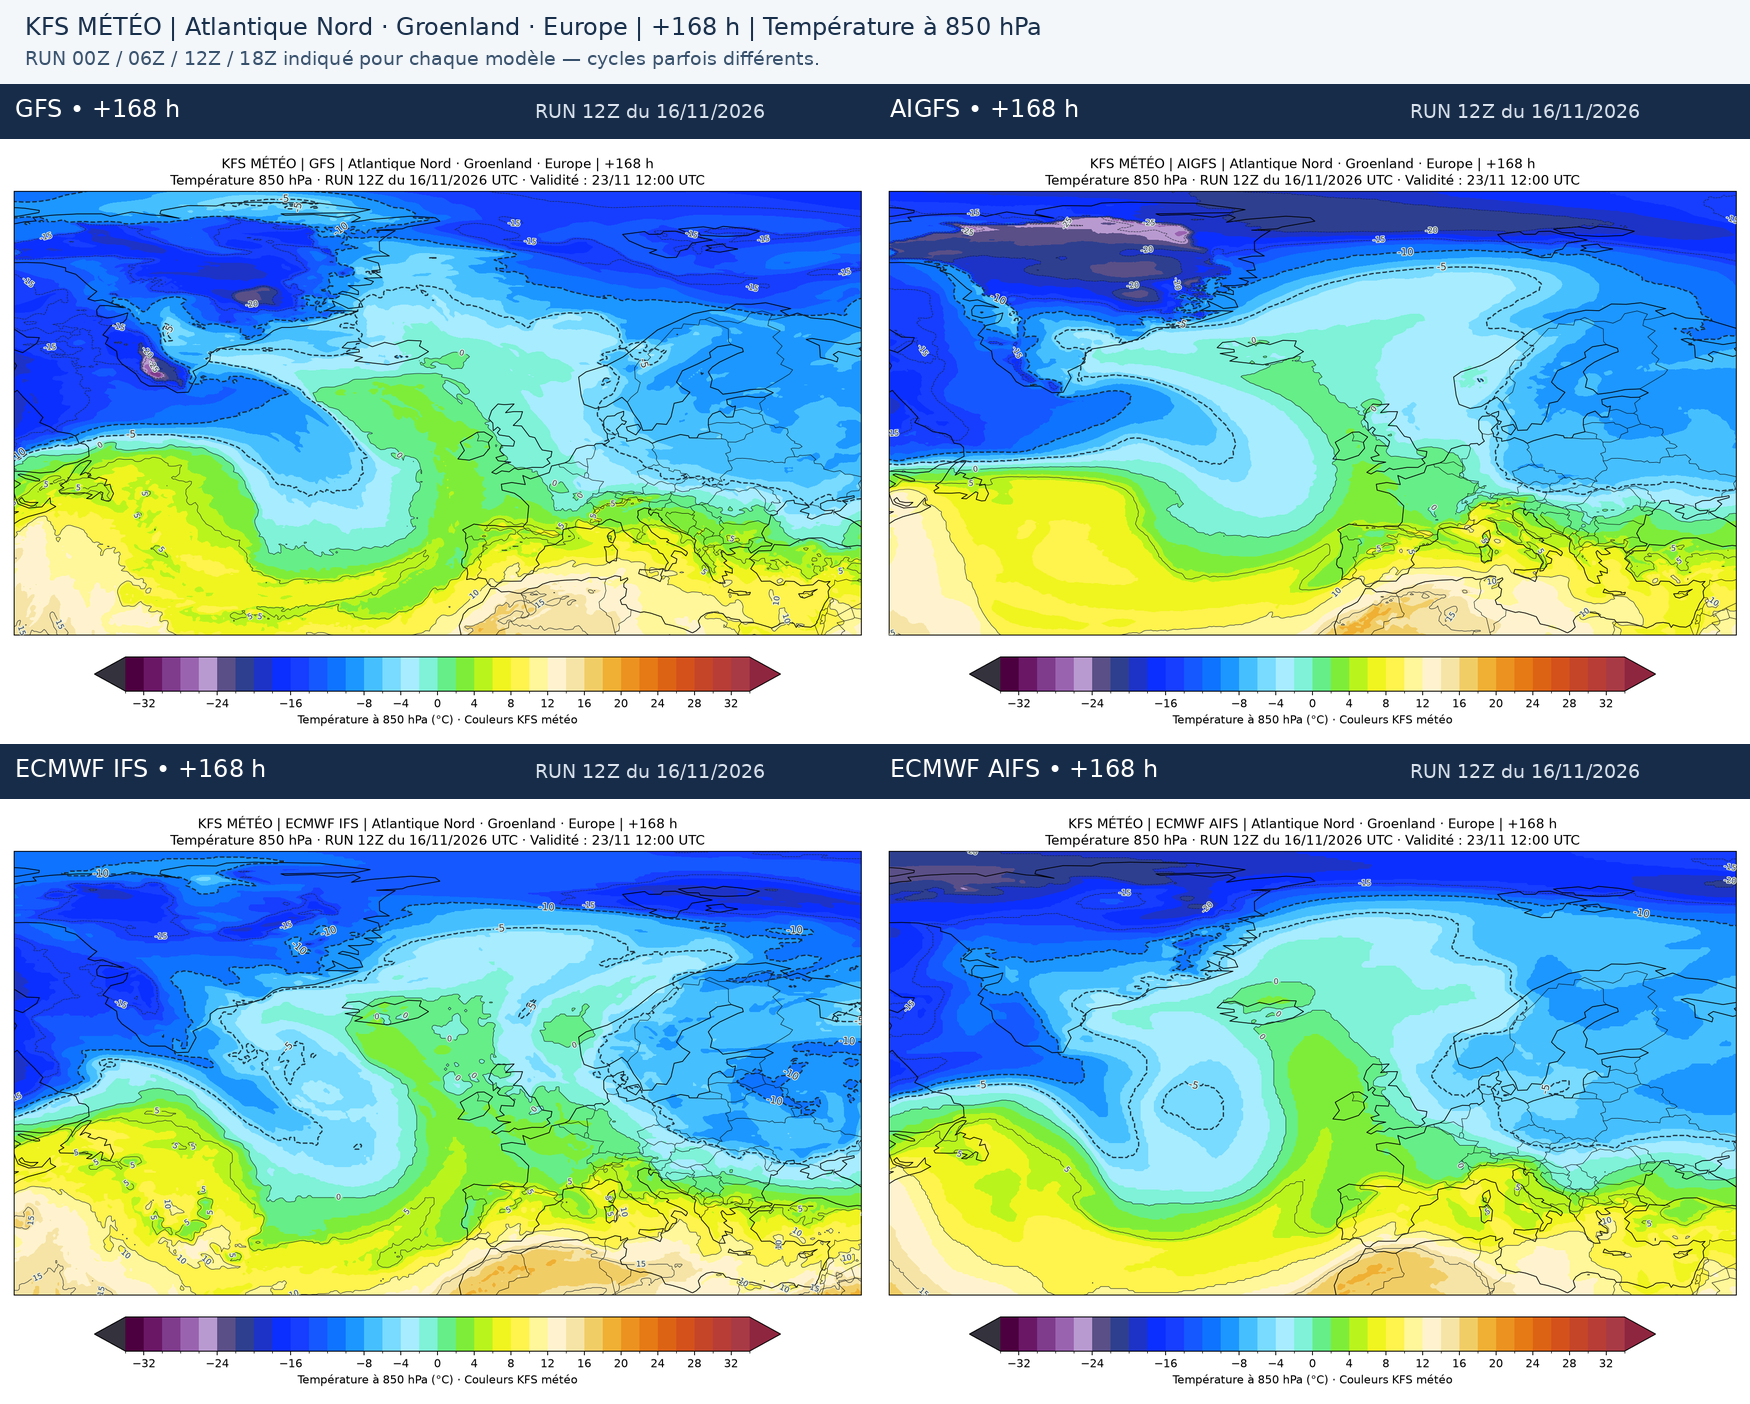 KFS MÉTÉO | Atlantique Nord · Groenland · Europe | +168 h | Température à 850 hPa
RUN 00Z / 06Z / 12Z / 18Z indiqué pour chaque modèle — cycles parfois différents.
GFS • +168 h
RUN 12Z du 16/11/2026
AIGFS • +168 h
RUN 12Z du 16/11/2026
KFS MÉTÉO | GFS | Atlantique Nord · Groenland · Europe | +168 h
Température 850 hPa · RUN 12Z du 16/11/2026 UTC · Validité : 23/11 12:00 UTC
KFS MÉTÉO | AIGFS | Atlantique Nord · Groenland · Europe | +168 h
Température 850 hPa · RUN 12Z du 16/11/2026 UTC · Validité : 23/11 12:00 UTC
−32 −24 −16 −8 −4 0 4 8 12 16 20 24 28 32
Température à 850 hPa (°C) · Couleurs KFS météo
−32 −24 −16 −8 −4 0 4 8 12 16 20 24 28 32
Température à 850 hPa (°C) · Couleurs KFS météo
ECMWF IFS • +168 h
RUN 12Z du 16/11/2026
ECMWF AIFS • +168 h
RUN 12Z du 16/11/2026
KFS MÉTÉO | ECMWF IFS | Atlantique Nord · Groenland · Europe | +168 h
Température 850 hPa · RUN 12Z du 16/11/2026 UTC · Validité : 23/11 12:00 UTC
KFS MÉTÉO | ECMWF AIFS | Atlantique Nord · Groenland · Europe | +168 h
Température 850 hPa · RUN 12Z du 16/11/2026 UTC · Validité : 23/11 12:00 UTC
−32 −24 −16 −8 −4 0 4 8 12 16 20 24 28 32
Température à 850 hPa (°C) · Couleurs KFS météo
−32 −24 −16 −8 −4 0 4 8 12 16 20 24 28 32
Température à 850 hPa (°C) · Couleurs KFS météo